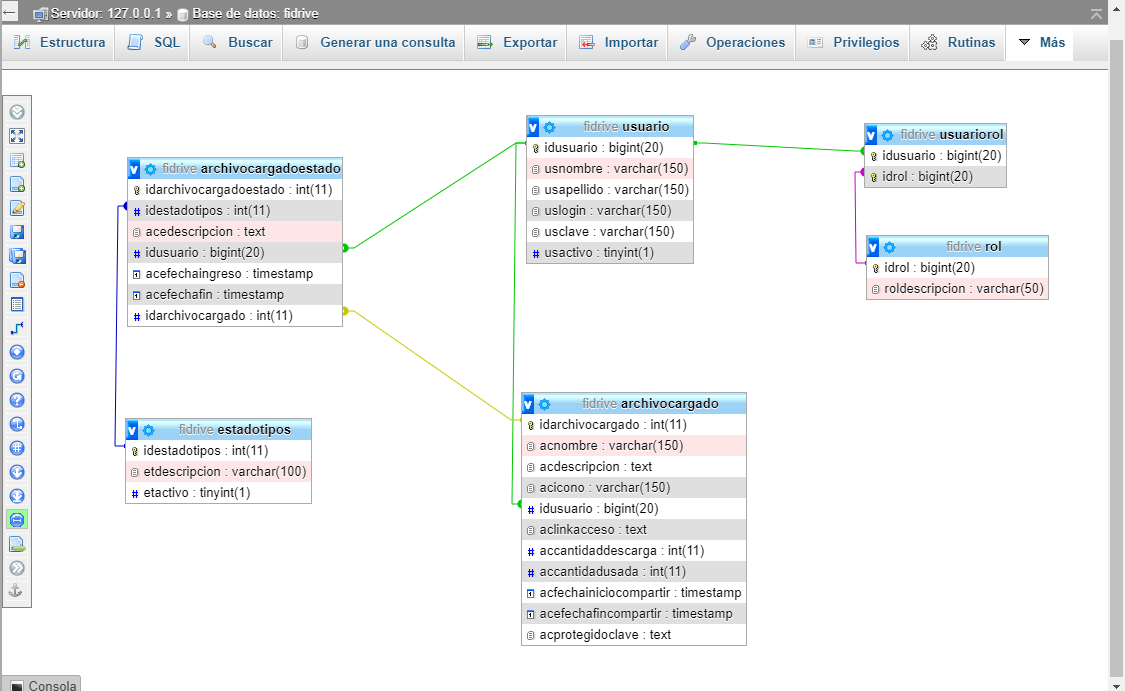 Servidor: 127.0.0.1 » Base de datos: fidrive
Estructura SQL Buscar Generar una consulta Exportar Importar Operaciones Privilegios Rutinas Más
fidrive archivocargadoestado
idarchivocargadoestado : int(11)
idestadotipos : int(11)
acedescripcion : text
idusuario : bigint(20)
acefechaingreso : timestamp
acefechafin : timestamp
idarchivocargado : int(11)
fidrive usuario
idusuario : bigint(20)
usnombre : varchar(150)
usapellido : varchar(150)
uslogin : varchar(150)
usclave : varchar(150)
usactivo : tinyint(1)
fidrive usuariorol
idusuario : bigint(20)
idrol : bigint(20)
fidrive rol
idrol : bigint(20)
roldescripcion : varchar(50)
fidrive estadotipos
idestadotipos : int(11)
etdescripcion : varchar(100)
etactivo : tinyint(1)
fidrive archivocargado
idarchivocargado : int(11)
acnombre : varchar(150)
acdescripcion : text
acicono : varchar(150)
idusuario : bigint(20)
aclinkacceso : text
accantidaddescarga : int(11)
accantidadusada : int(11)
acfechainiciocompartir : timestamp
acefechafincompartir : timestamp
acprotegidoclave : text
Consola